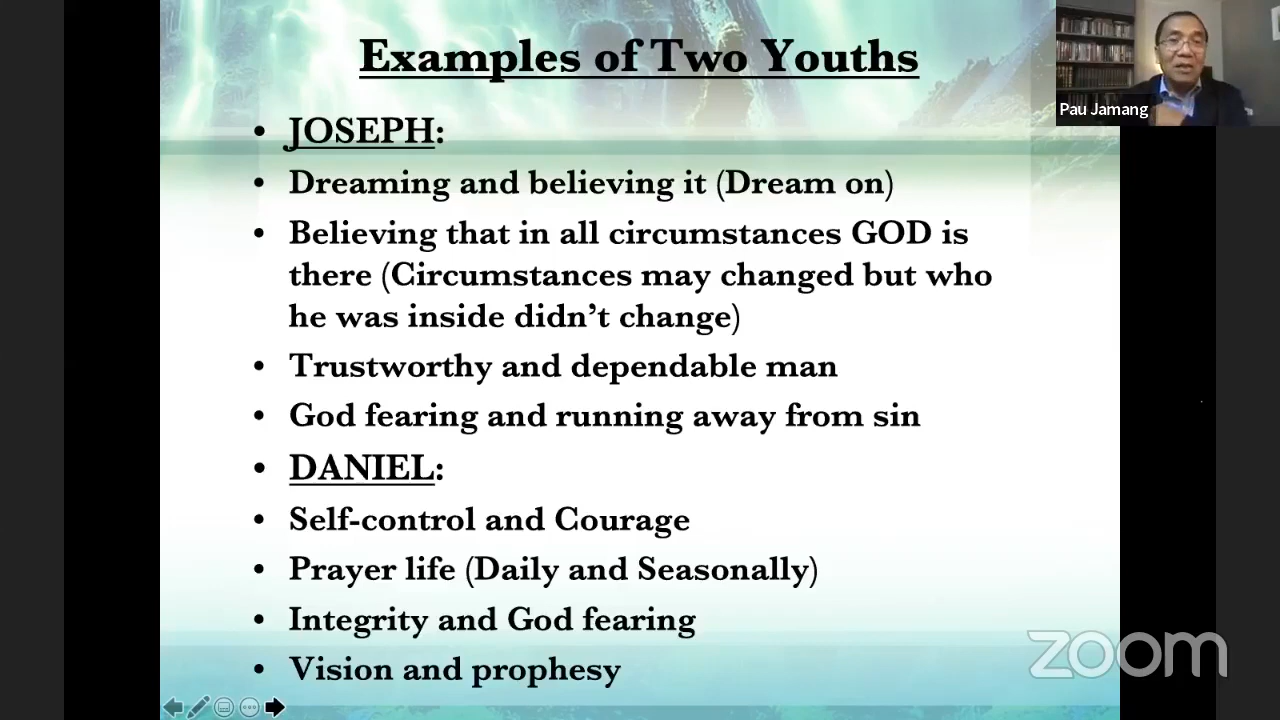 Examples of Two Youths
• JOSEPH:
• Dreaming and believing it (Dream on)
• Believing that in all circumstances GOD is
there (Circumstances may changed but who
he was inside didn’t change)
• Trustworthy and dependable man
• God fearing and running away from sin
• DANIEL:
• Self-control and Courage
• Prayer life (Daily and Seasonally)
• Integrity and God fearing
• Vision and prophesy
Pau Jamang
zoom